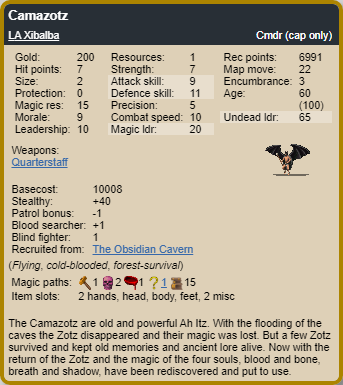 Camazotz
LA Xibalba Cmdr (cap only)
Gold: 200 Resources: 1 Rec points: 6991
Hit points: 7 Strength: 7 Map move: 22
Size: 2 Attack skill: 9 Encumbrance: 3
Protection: 0 Defence skill: 11 Age: 60
Magic res: 15 Precision: 5 (100)
Morale: 9 Combat speed: 10 Undead ldr: 65
Leadership: 10 Magic ldr: 20
Weapons:
Quarterstaff
Basecost: 10008
Stealthy: +40
Patrol bonus: -1
Blood searcher: +1
Blind fighter: 1
Recruited from: The Obsidian Cavern
(Flying, cold-blooded, forest-survival)
Magic paths: 1 2 1 ? 1 15
Item slots: 2 hands, head, body, feet, 2 misc
The Camazotz are old and powerful Ah Itz. With the flooding of
the caves the Zotz disappeared and their magic was lost. But a few Zotz
survived and kept old memories and ancient lore alive. Now with the
return of the Zotz and the magic of the four souls, blood and bone,
breath and shadow, have been rediscovered and put to use.